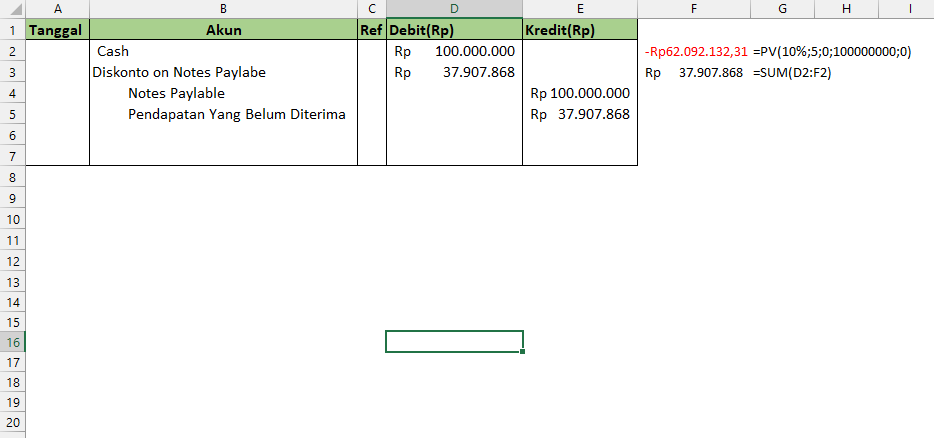 A B C D E F G H I
1 Tanggal Akun Ref Debit(Rp) Kredit(Rp)
2 Cash Rp 100.000.000 -Rp62.092.132,31 =PV(10%;5;0;100000000;0)
3 Diskonto on Notes Paylabe Rp 37.907.868 Rp 37.907.868 =SUM(D2:F2)
4 Notes Paylable Rp 100.000.000
5 Pendapatan Yang Belum Diterima Rp 37.907.868
6
7
8
9
10
11
12
13
14
15
16
17
18
19
20